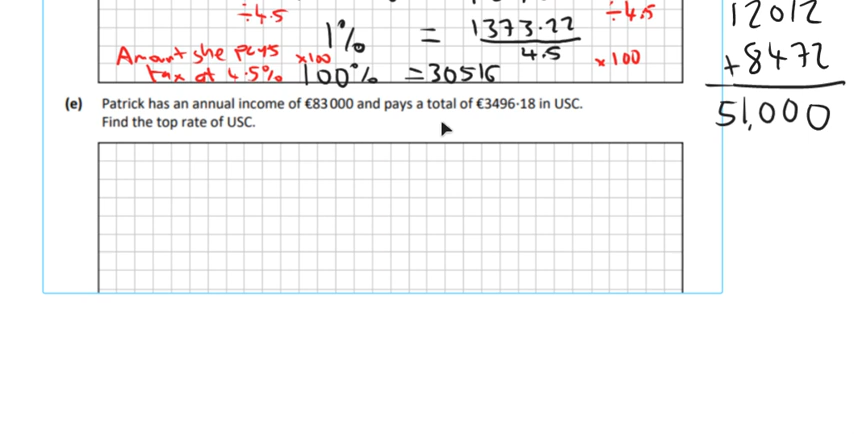 ÷4.5
÷4.5
1% = 1373.22
4.5
Amount she pays ×100 ×100
tax at 4.5% 100% = 30516
12012
+8472
51,000
(e) Patrick has an annual income of €83 000 and pays a total of €3496·18 in USC.
Find the top rate of USC.